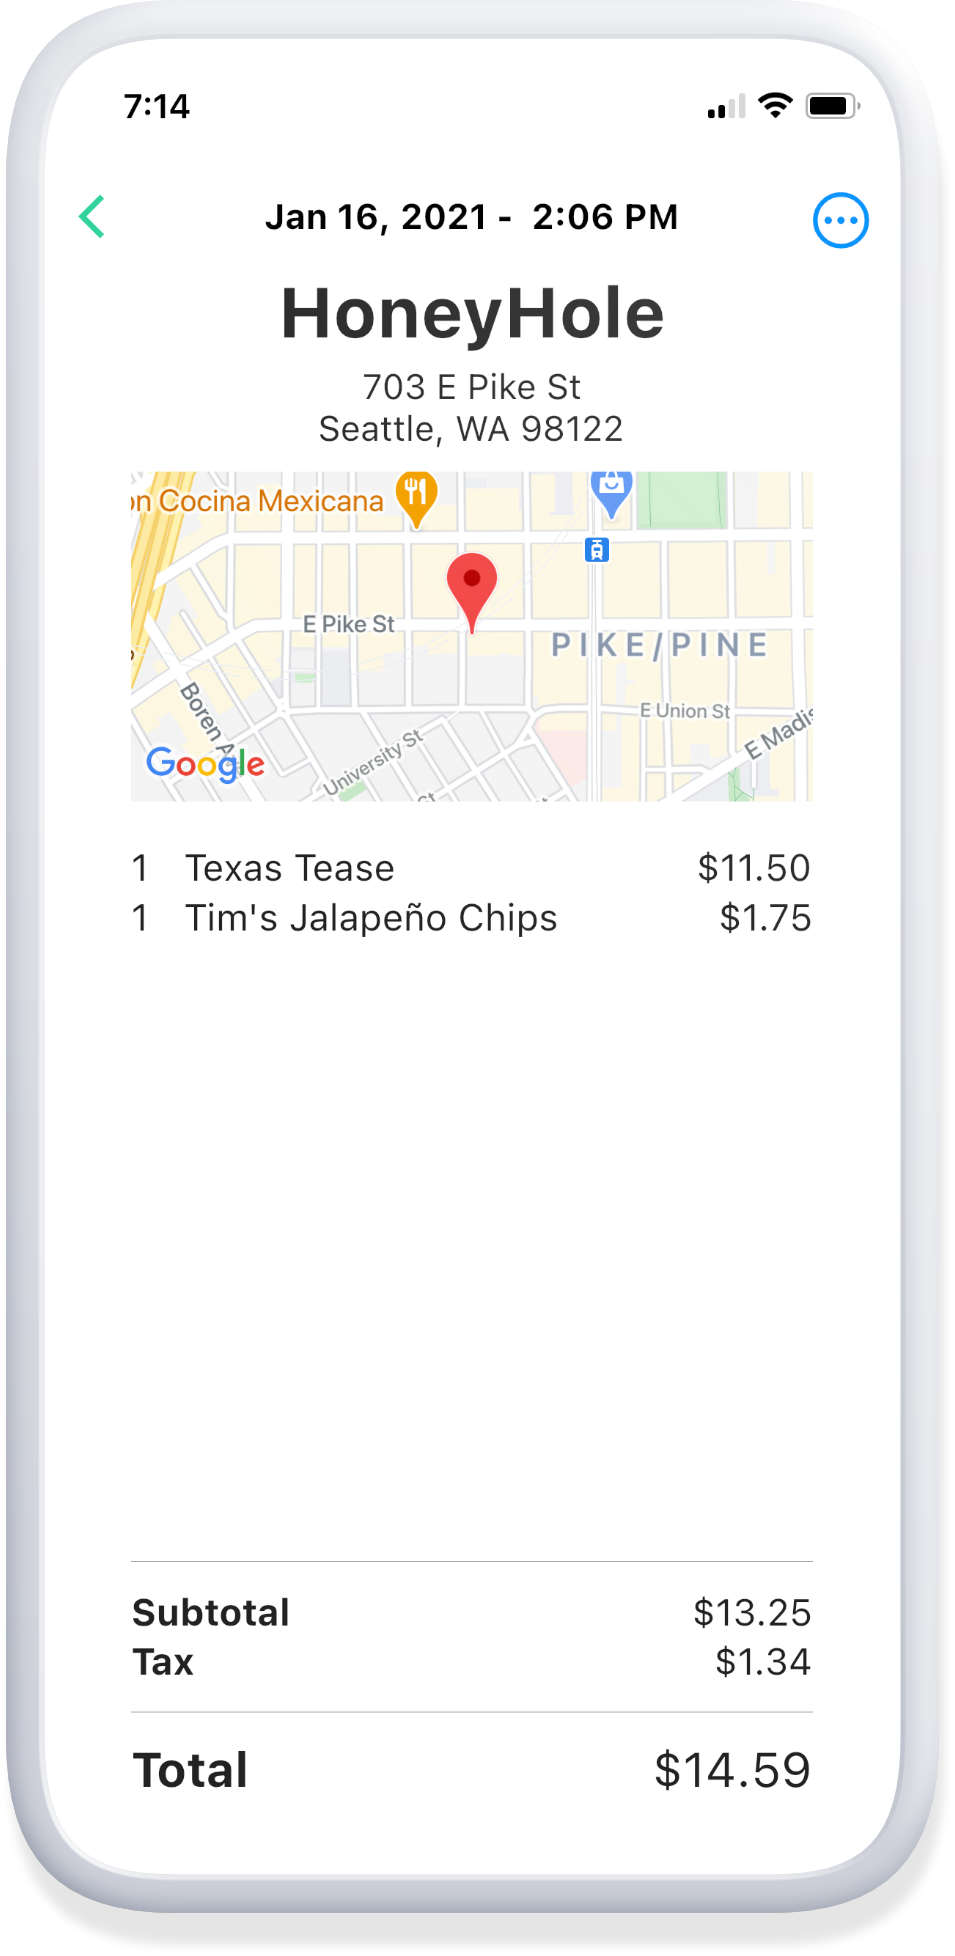 7:14
Jan 16, 2021 - 2:06 PM
HoneyHole
703 E Pike St
Seattle, WA 98122
Cocina Mexicana
E Pike St
PIKE/PINE
Boren
E Union St
E Madis
University St
St
Google
1 Texas Tease $11.50
1 Tim's Jalapeño Chips $1.75
Subtotal $13.25
Tax $1.34
Total $14.59